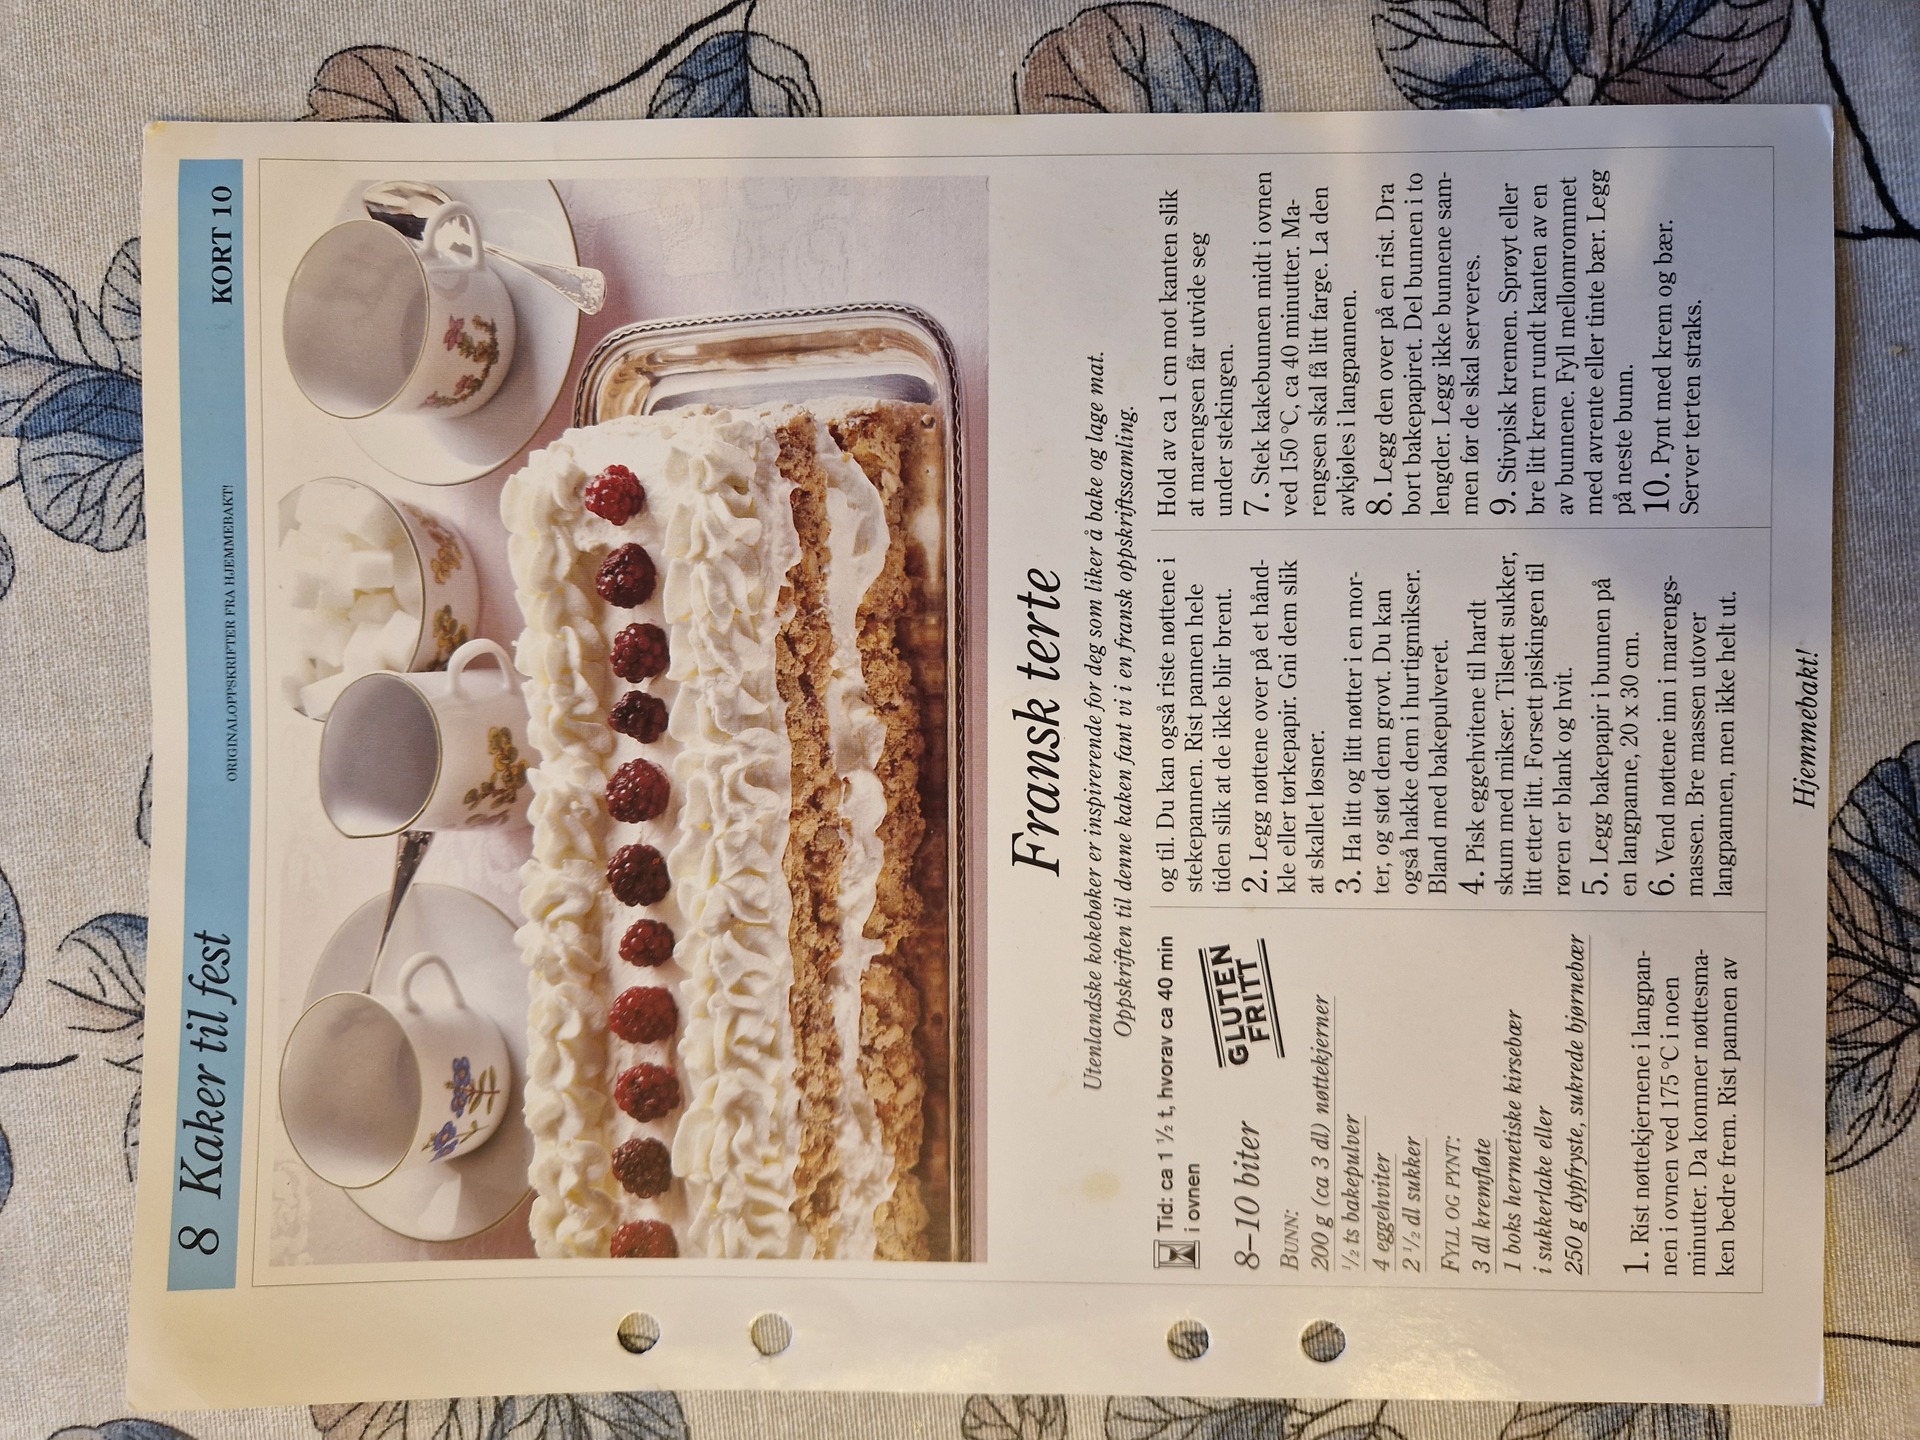 8 Kaker til fest
ORIGINALOPPSKRIFTER FRA HJEMMEBAKT!
KORT 10
Fransk terte
Utenlandske kokebøker er inspirerende for deg som liker å bake og lage mat.
Oppskriften til denne kaken fant vi i en fransk oppskriftssamling.
Tid: ca 1 ½ t, hvorav ca 40 min
i ovnen
GLUTEN
FRITT
8–10 biter
BUNN:
200 g (ca 3 dl) nøttekjerner
½ ts bakepulver
4 eggehviter
2 ½ dl sukker
FYLL OG PYNT:
3 dl kremfløte
1 boks hermetiske kirsebær
i sukkerlake eller
250 g dypfryste, sukrede bjørnebær
1. Rist nøttekjernene i langpan-
nen i ovnen ved 175 °C i noen
minutter. Da kommer nøttesma-
ken bedre frem. Rist pannen av
og til. Du kan også riste nøttene i
stekepannen. Rist pannen hele
tiden slik at de ikke blir brent.
2. Legg nøttene over på et hånd-
kle eller tørkepapir. Gni dem slik
at skallet løsner.
3. Ha litt og litt nøtter i en mor-
ter, og støt dem grovt. Du kan
også hakke dem i hurtigmikser.
Bland med bakepulveret.
4. Pisk eggehvitene til hardt
skum med mikser. Tilsett sukker,
litt etter litt. Forsett piskingen til
røren er blank og hvit.
5. Legg bakepapir i bunnen på
en langpanne, 20 x 30 cm.
6. Vend nøttene inn i marengs-
massen. Bre massen utover
langpannen, men ikke helt ut.
Hold av ca 1 cm mot kanten slik
at marengsen får utvide seg
under stekingen.
7. Stek kakebunnen midt i ovnen
ved 150 °C, ca 40 minutter. Ma-
rengsen skal få litt farge. La den
avkjøles i langpannen.
8. Legg den over på en rist. Dra
bort bakepapiret. Del bunnen i to
lengder. Legg ikke bunnene sam-
men før de skal serveres.
9. Stivpisk kremen. Sprøyt eller
bre litt krem rundt kanten av en
av bunnene. Fyll mellomrommet
med avrente eller tinte bær. Legg
på neste bunn.
10. Pynt med krem og bær.
Server terten straks.
Hjemmebakt!